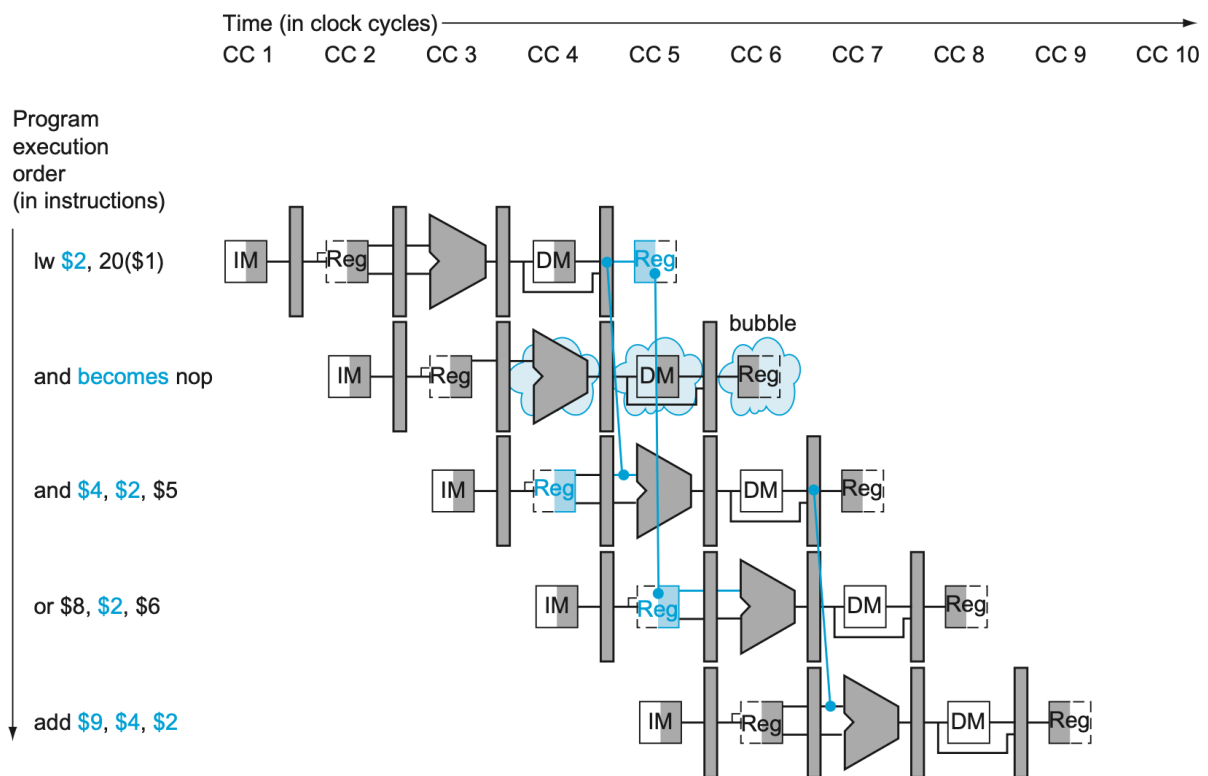 Time (in clock cycles)
CC 1 CC 2 CC 3 CC 4 CC 5 CC 6 CC 7 CC 8 CC 9 CC 10
Program
execution
order
(in instructions)
lw $2, 20($1)
IM Reg DM Reg
bubble
and becomes nop
IM Reg DM Reg
and $4, $2, $5
IM Reg DM Reg
or $8, $2, $6
IM Reg DM Reg
add $9, $4, $2
IM Reg DM Reg